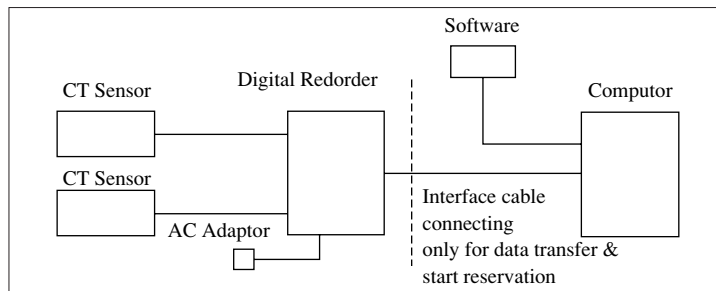 Software
Digital Redorder
CT Sensor
Computor
CT Sensor
AC Adaptor
Interface cable
connecting
only for data transfer &
start reservation